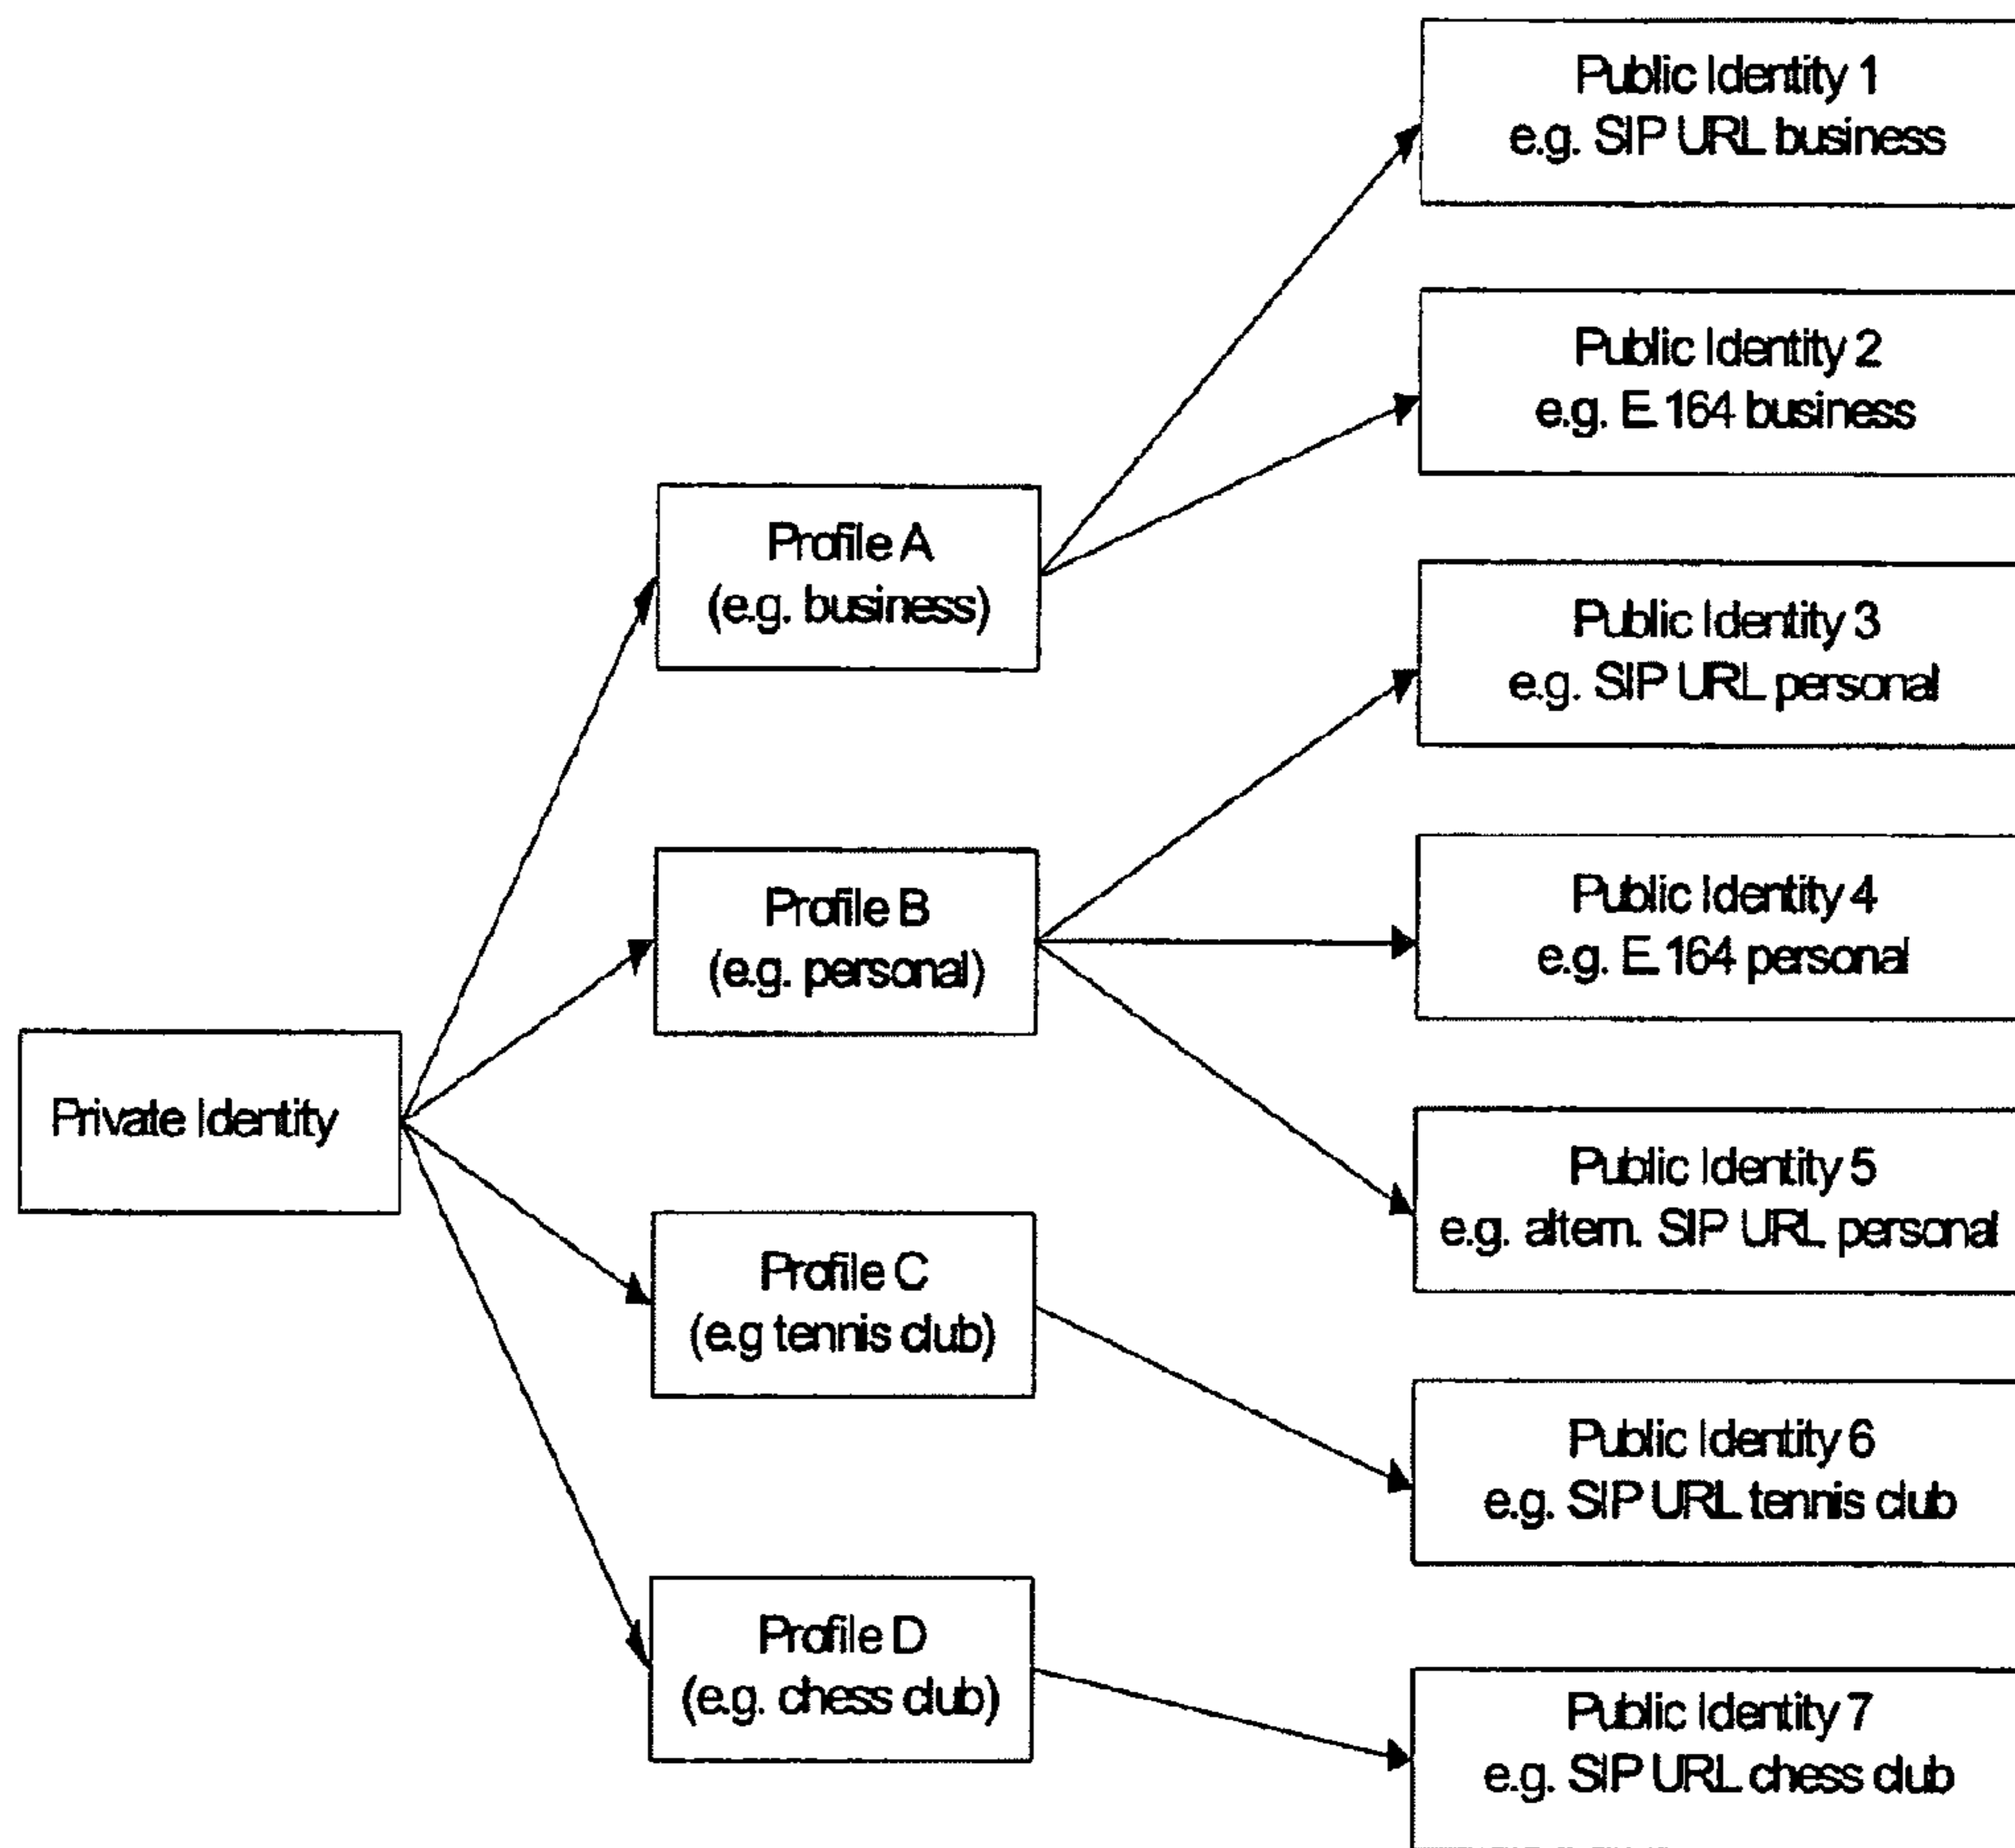 Public Identity 1
e.g. SIP URL business
Public Identity 2
e.g. E.164 business
Profile A
(e.g. business)
Public Identity 3
e.g. SIP URL personal
Profile B
(e.g. personal)
Public Identity 4
e.g. E.164 personal
Private Identity
Public Identity 5
e.g. altern. SIP URL personal
Profile C
(e.g tennis club)
Public Identity 6
e.g. SIP URL tennis club
Profile D
(e.g. chess club)
Public Identity 7
e.g. SIP URL chess club